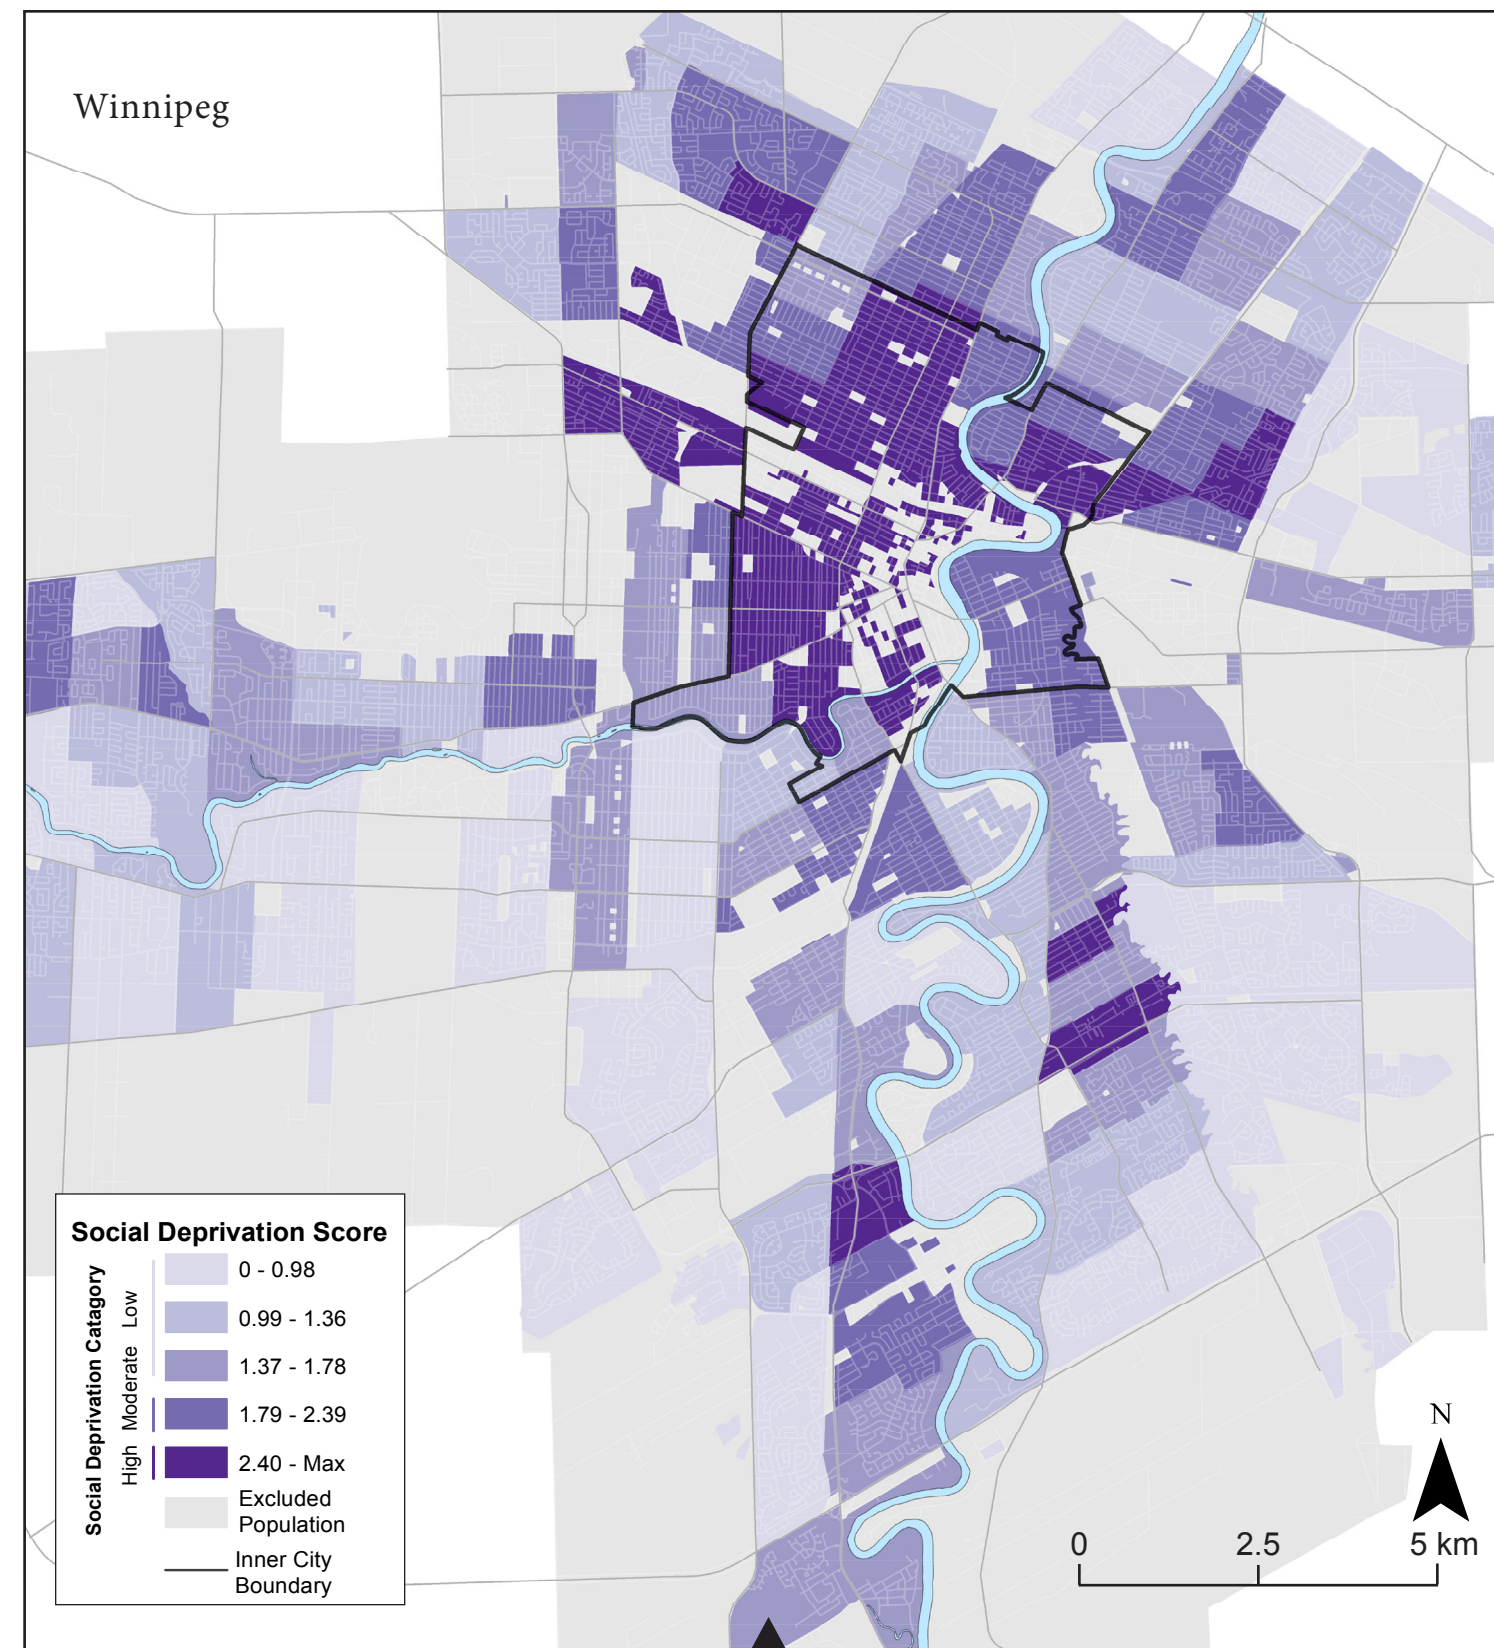 Winnipeg
Social Deprivation Score
Social Deprivation Catagory
Low
Moderate
High
0 - 0.98
0.99 - 1.36
1.37 - 1.78
1.79 - 2.39
2.40 - Max
Excluded
Population
Inner City
Boundary
N
0 2.5 5 km